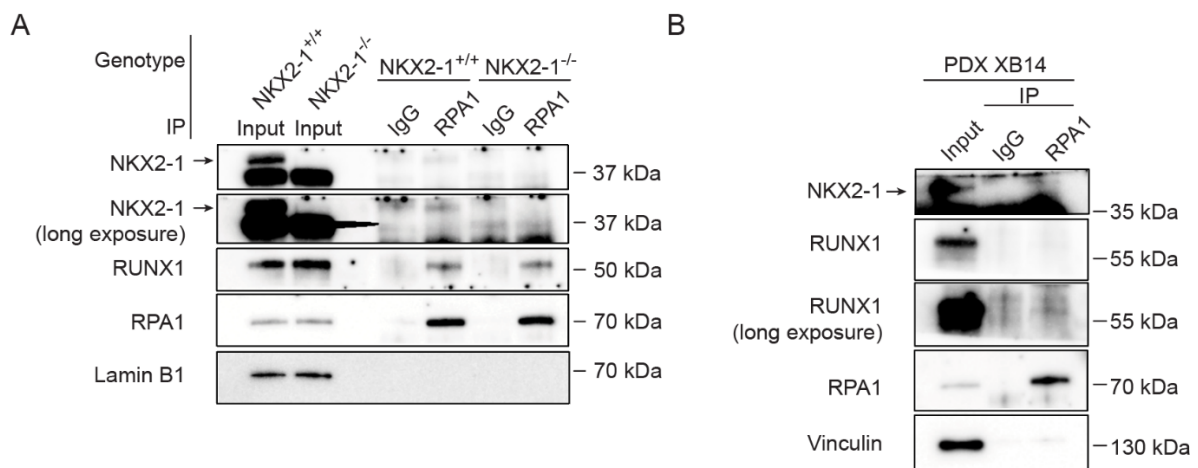 A
Genotype
NKX2-1+/+
NKX2-1-/-
NKX2-1+/+ NKX2-1-/-
IP
Input Input
IgG
RPA1
IgG
RPA1
NKX2-1
37 kDa
NKX2-1
(long exposure)
37 kDa
RUNX1
50 kDa
RPA1
70 kDa
Lamin B1
70 kDa
B
PDX XB14
IP
Input
IgG
RPA1
NKX2-1
35 kDa
RUNX1
55 kDa
RUNX1
(long exposure)
55 kDa
RPA1
70 kDa
Vinculin
130 kDa